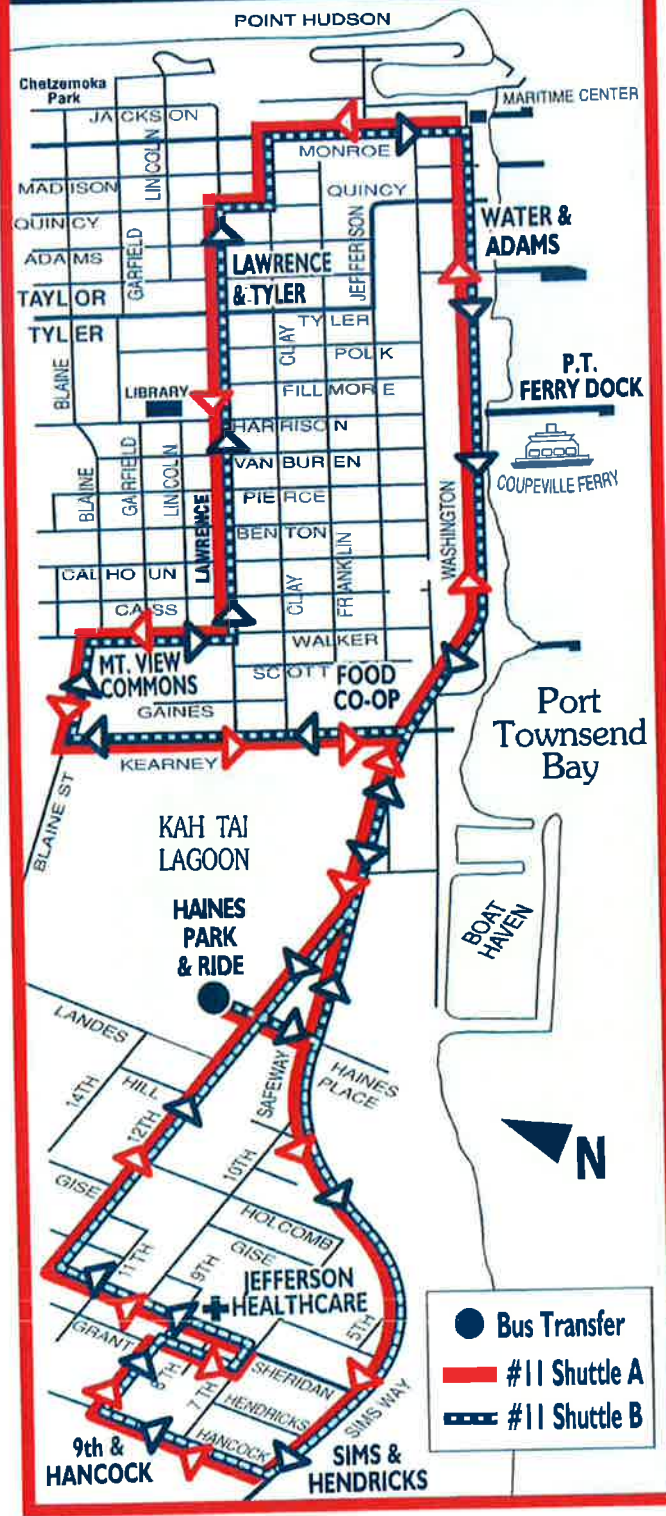 POINT HUDSON
Chetzemoka
Park
MARITIME CENTER
JACKSON
LINCOLN
MONROE
MADISON
QUINCY
QUINCY
WATER &
ADAMS
ADAMS
GARFIELD
LAWRENCE
& TYLER
JEFFERSON
TAYLOR
TYLER
TYLER
CLAY
POLK
P.T.
FERRY DOCK
BLAINE
LIBRARY
FILLMORE
HARRISON
COUPEVILLE FERRY
BLAINE
GARFIELD
LINCOLN
VAN BUREN
PIERCE
WASHINGTON
BENTON
LAWRENCE
CALHOUN
CLAY
FRANKLIN
CASS
WALKER
MT. VIEW
COMMONS
SCOTT
FOOD
CO-OP
GAINES
Port
Townsend
Bay
KEARNEY
BLAINE ST
KAH TAI
LAGOON
BOAT
HAVEN
HAINES
PARK
& RIDE
LANDES
HAINES
PLACE
SAFEWAY
14TH
HILL
12TH
10TH
N
GISE
HOLCOMB
GISE
11TH
9TH
JEFFERSON
HEALTHCARE
5TH
GRANT
8TH
7TH
SHERIDAN
HENDRICKS
HANCOCK
SIMS WAY
9th &
HANCOCK
SIMS &
HENDRICKS
Bus Transfer
#11 Shuttle A
#11 Shuttle B